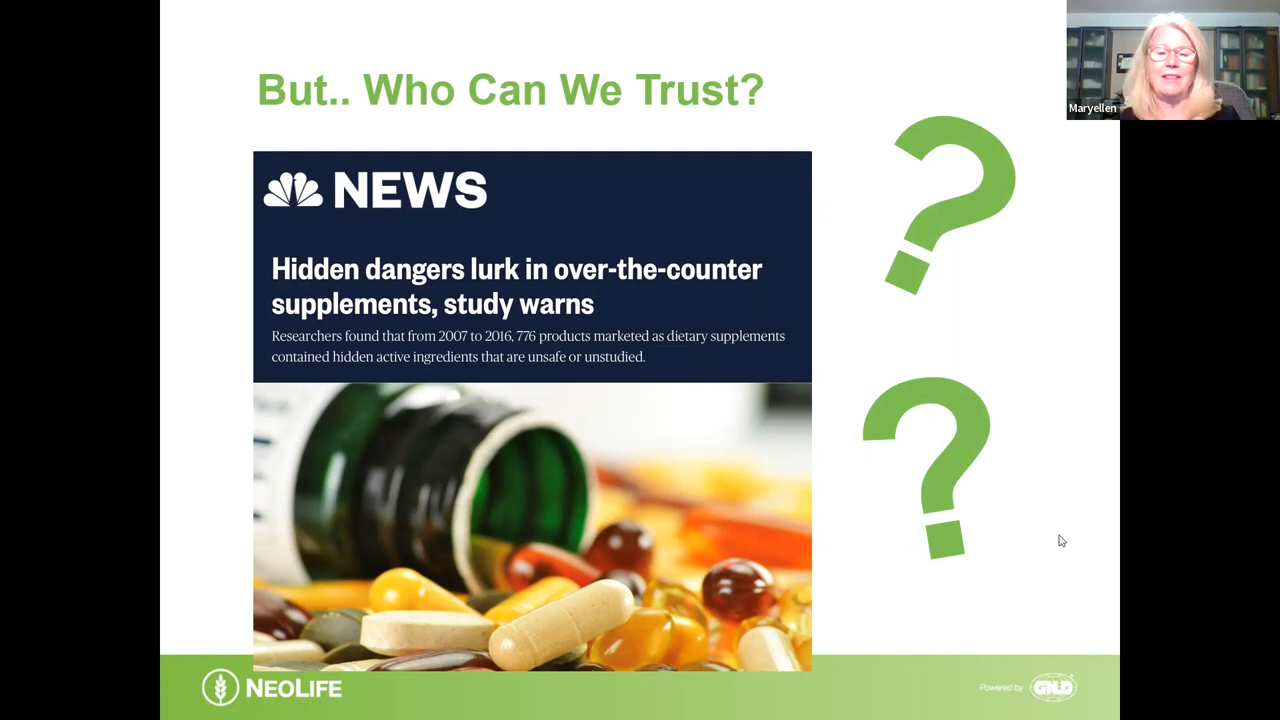 But.. Who Can We Trust?
Maryellen
NEWS
Hidden dangers lurk in over-the-counter
supplements, study warns
Researchers found that from 2007 to 2016, 776 products marketed as dietary supplements
contained hidden active ingredients that are unsafe or unstudied.
?
?
NEOLIFE
Powered by GNLD